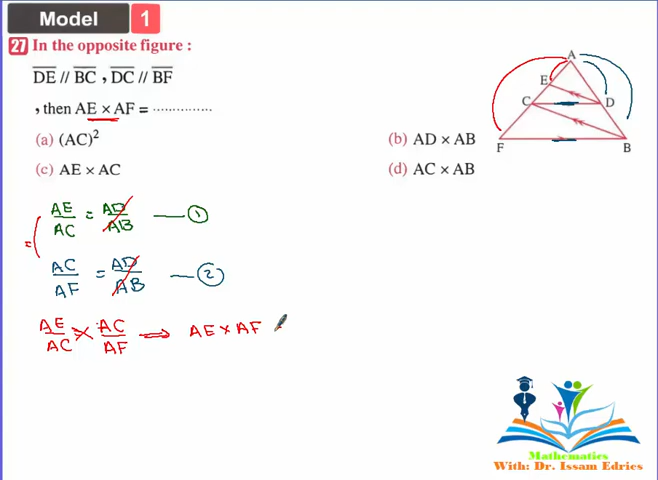 Model 1
27 In the opposite figure :
DE // BC , DC // BF
, then AE × AF = ...............
(a) (AC)²
(b) AD × AB
(c) AE × AC
(d) AC × AB
A
E
C
D
F
B
AE/AC = AD/AB — ①
=
AC/AF = AD/AB — ②
AE/AC × AC/AF ⇒ AE × AF
Mathematics
With: Dr. Issam Edries